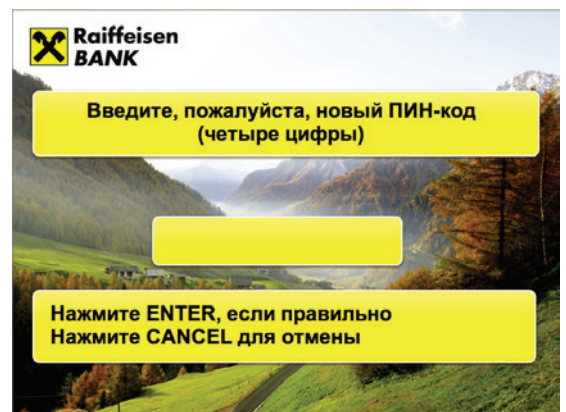 Raiffeisen
BANK
Введите, пожалуйста, новый ПИН-код
(четыре цифры)
Нажмите ENTER, если правильно
Нажмите CANCEL для отмены